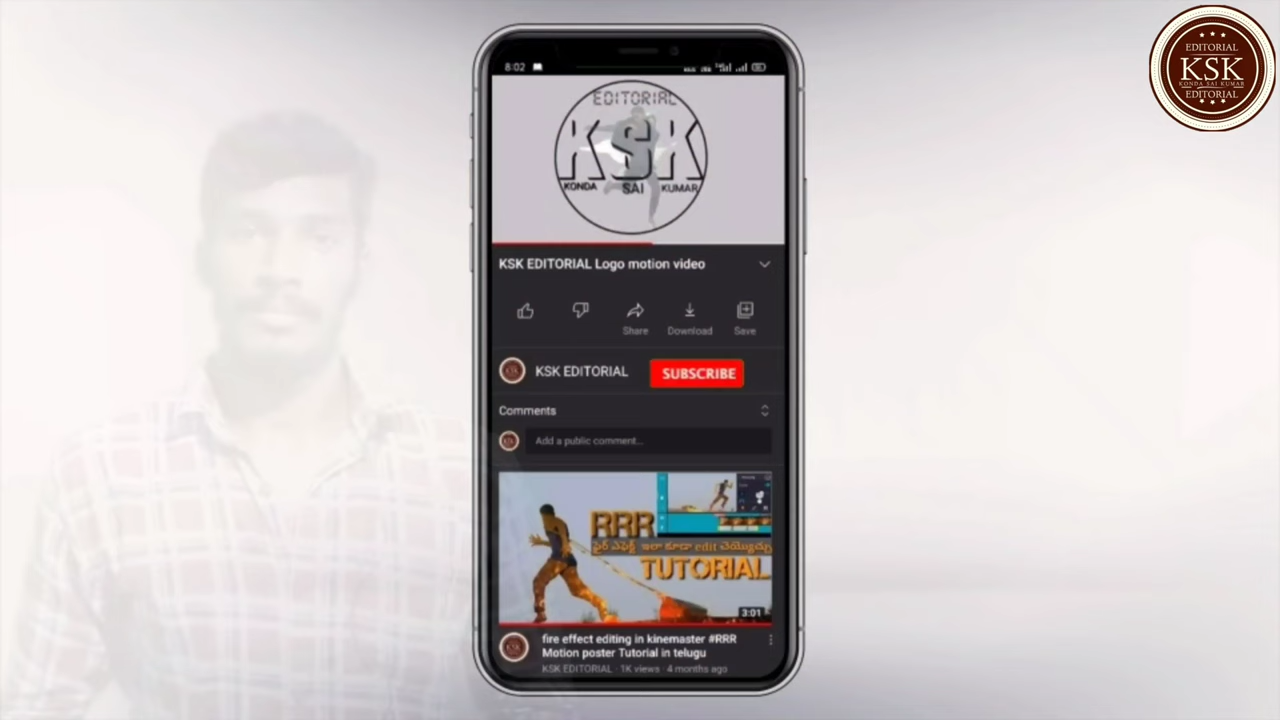 8:02
EDITORIAL
KSK
KONDA SAI KUMAR
KSK EDITORIAL Logo motion video
Share Download Save
KSK EDITORIAL SUBSCRIBE
Comments
Add a public comment...
RRR
ఫైర్ ఎఫెక్ట్ ఇలా కూడా edit చేయొచ్చు
TUTORIAL
3:01
fire effect editing in kinemaster #RRR
Motion poster Tutorial in telugu
KSK EDITORIAL · 1K views · 4 months ago
EDITORIAL
KSK
KONDA SAI KUMAR
EDITORIAL